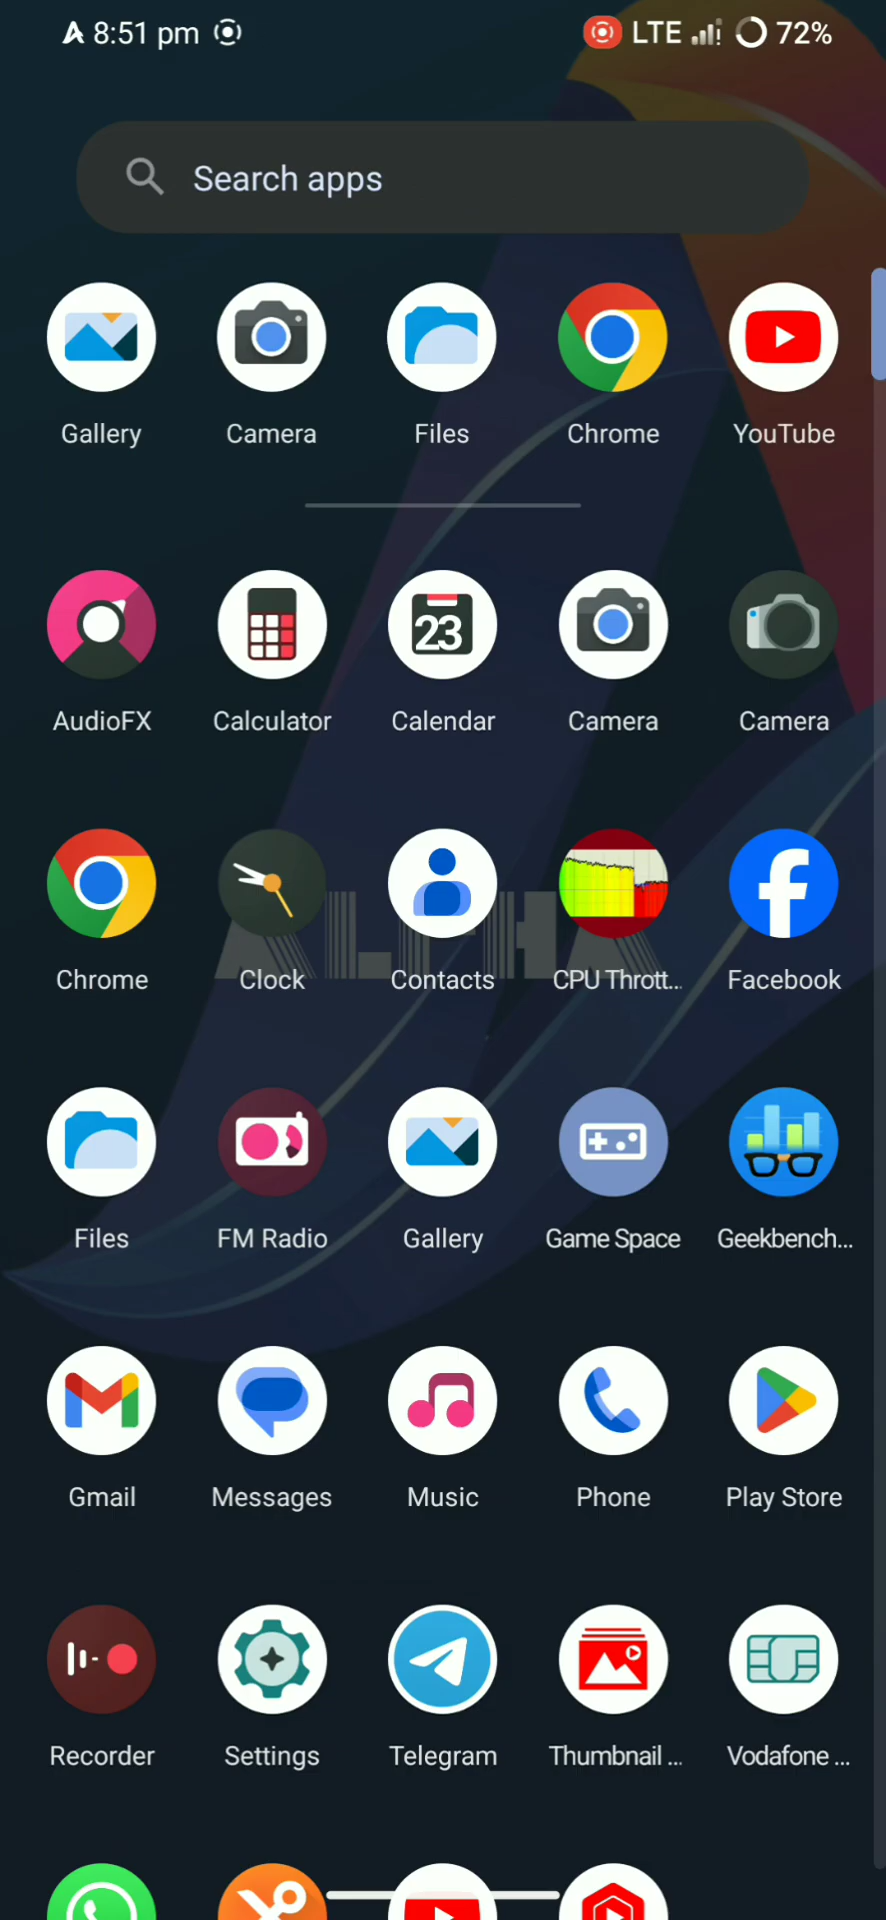 8:51 pm LTE 72%
Search apps
Gallery Camera Files Chrome YouTube
23
AudioFX Calculator Calendar Camera Camera
ALPHA
Chrome Clock Contacts CPU Thrott... Facebook
Files FM Radio Gallery Game Space Geekbench...
Gmail Messages Music Phone Play Store
Recorder Settings Telegram Thumbnail ... Vodafone ...